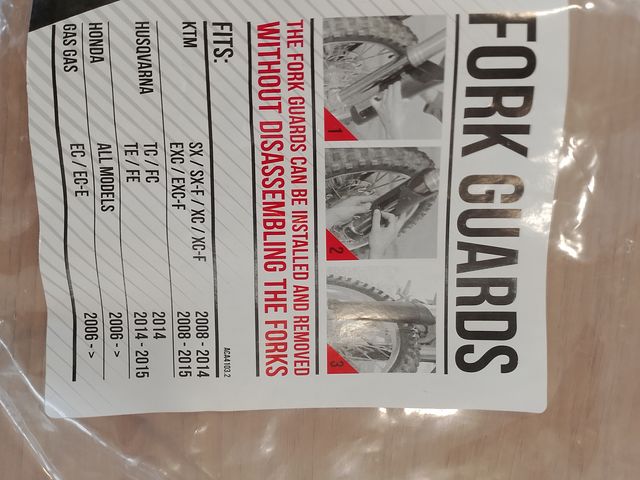 FORK GUARDS
1
2
3
THE FORK GUARDS CAN BE INSTALLED AND REMOVED
WITHOUT DISASSEMBLING THE FORKS
ACA4103.2
FITS:
KTM SX / SX-F / XC / XC-F 2008 - 2014
EXC / EXC-F 2008 - 2015
HUSQVARNA TC / FC 2014
TE / FE 2014 - 2015
HONDA ALL MODELS 2006 - >
GAS GAS EC / EC-E 2006 - >